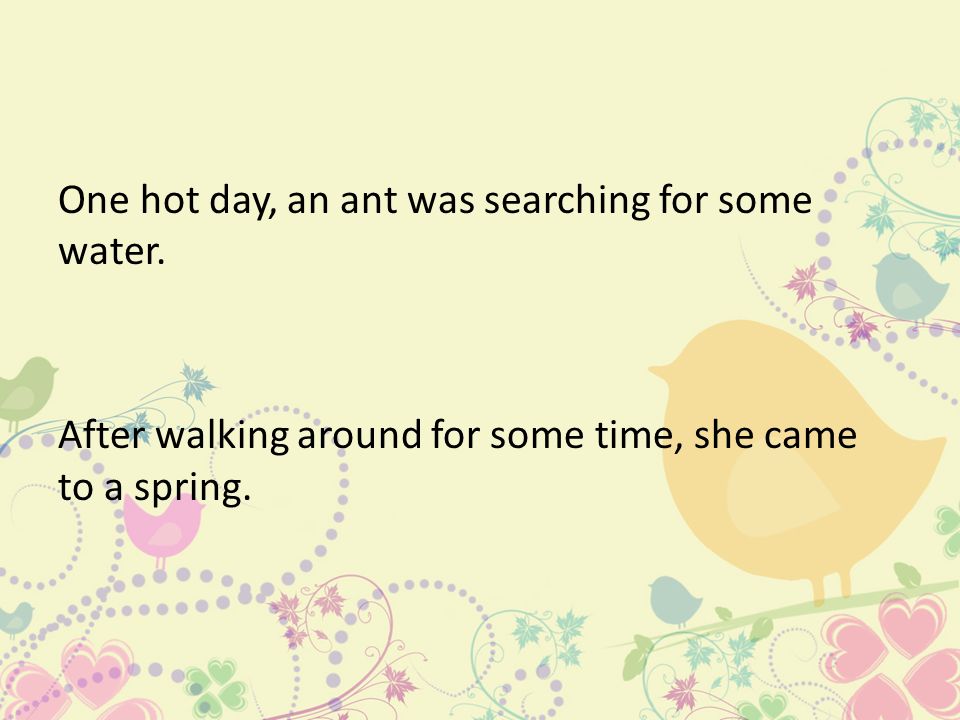 One hot day, an ant was searching for some
water.
After walking around for some time, she came
to a spring.